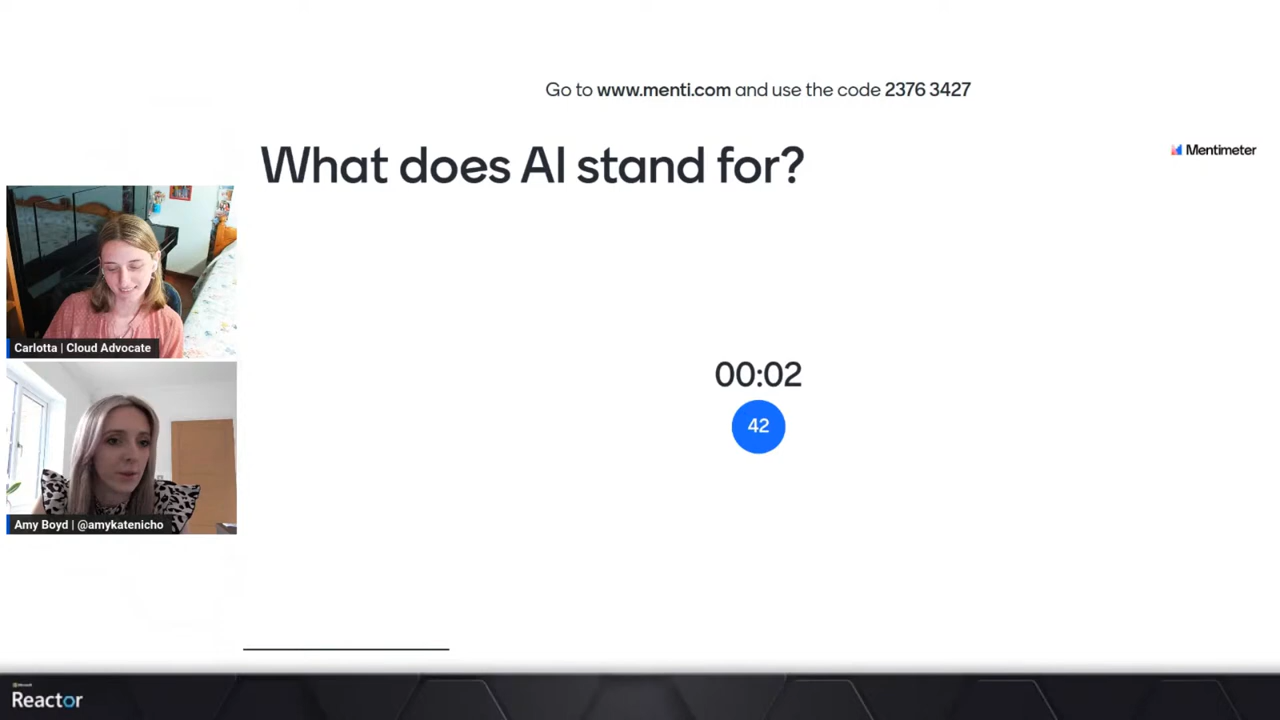 Go to www.menti.com and use the code 2376 3427
Mentimeter
What does AI stand for?
Carlotta | Cloud Advocate
00:02
42
Amy Boyd | @amykatenicho
Microsoft
Reactor